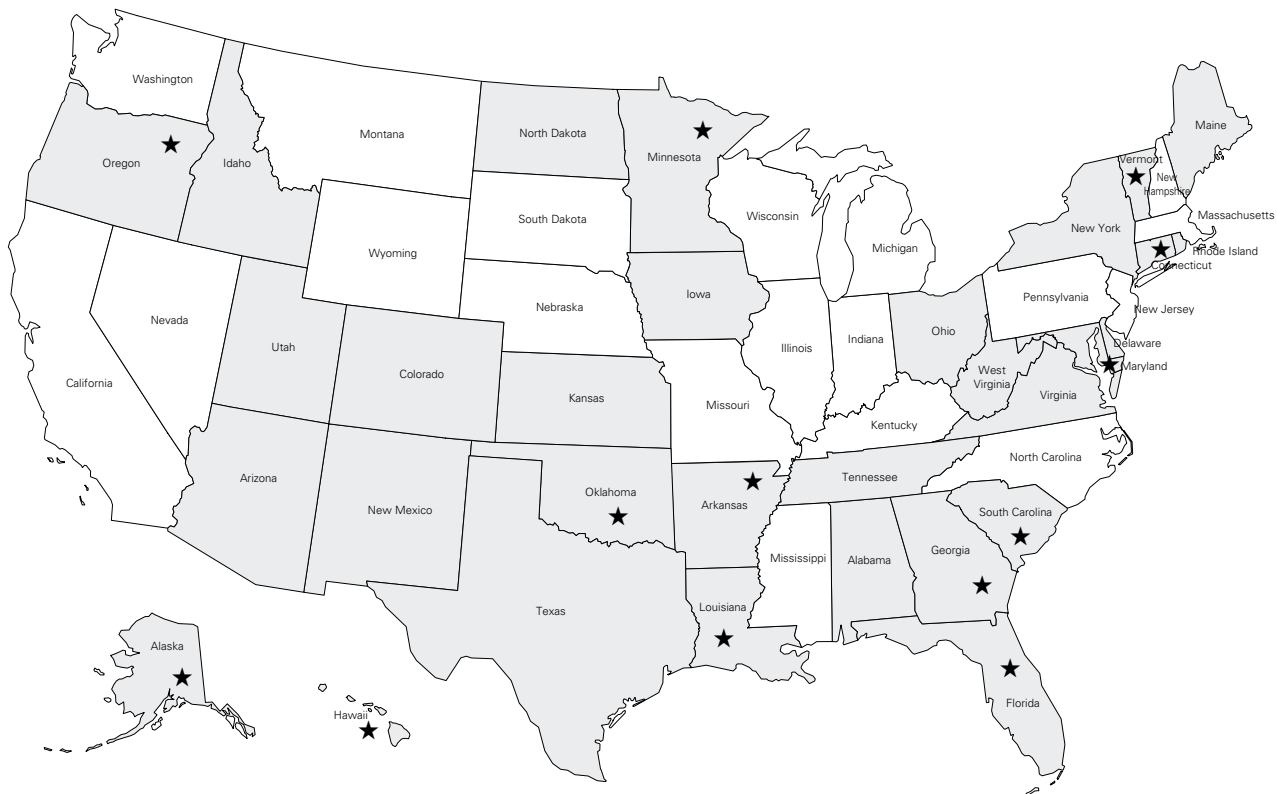 Washington
Montana
North Dakota
Minnesota
Oregon
Idaho
Wyoming
South Dakota
Wisconsin
Michigan
Maine
Vermont
New
Hampshire
Massachusetts
New York
Rhode Island
Connecticut
Nevada
Utah
California
Nebraska
Iowa
Illinois
Indiana
Ohio
Pennsylvania
New Jersey
Delaware
Maryland
West
Virginia
Virginia
Colorado
Kansas
Missouri
Kentucky
North Carolina
Arizona
New Mexico
Oklahoma
Arkansas
Tennessee
South Carolina
Mississippi
Alabama
Georgia
Texas
Louisiana
Florida
Alaska
Hawaii